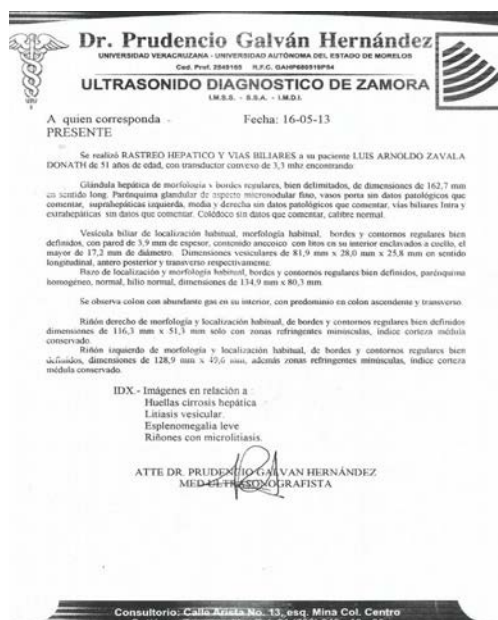 Dr. Prudencio Galván Hernández
UNIVERSIDAD VERACRUZANA - UNIVERSIDAD AUTÓNOMA DEL ESTADO DE MORELOS
Ced. Prof. R.F.C.
ULTRASONIDO DIAGNOSTICO DE ZAMORA
I.M.S.S. - S.S.A. - I.M.D.I.
A quien corresponda - Fecha: 16-05-13
PRESENTE
Se realizó RASTREO HEPATICO Y VIAS BILIARES a su paciente LUIS ARNOLDO ZAVALA
DONATH de 51 años de edad, con transductor convexo de 3,5 mhz encontrando:
Glándula hepática de morfología y bordes regulares, bien delimitados, de dimensiones de 162,7 mm
en sentido long. Parénquima glandular de aspecto micronodular fino, vasos porta sin datos patológicos que
comentar, suprahepáticas izquierda, media y derecha sin datos patológicos que comentar, vías biliares Intra y
extrahepáticas sin datos que comentar. Colédoco sin datos que comentar, calibre normal.
Vesícula biliar de localización habitual, morfología habitual, bordes y contornos regulares bien
definidos, con pared de 3,9 mm de espesor, contenido anecoico con litos en su interior enclavados a cuello, el
mayor de 17,2 mm de diámetro. Dimensiones vesiculares de 81,9 mm x 28,0 mm x 25,8 mm en sentido
longitudinal, antero posterior y transverso respectivamente.
Bazo de localización y morfología habitual, bordes y contornos regulares bien definidos, parénquima
homogéneo, normal, hilio normal, dimensiones de 134,9 mm x 80,3 mm.
Se observa colon con abundante gas en su interior, con predominio en colon ascendente y transverso.
Riñón derecho de morfología y localización habitual, de bordes y contornos regulares bien definidos
dimensiones de 116,3 mm x 51,3 mm solo con zonas refringentes minúsculas, índice corteza médula
conservado.
Riñón izquierdo de morfología y localización habitual, de bordes y contornos regulares bien
definidos, dimensiones de 128,9 mm x 49,6 mm, además zonas refringentes minúsculas, índice corteza
médula conservado.
IDX.- Imágenes en relación a :
Huellas cirrosis hepática
Litiasis vesicular.
Esplenomegalia leve
Riñones con microlitiasis.
ATTE DR. PRUDENCIO GALVAN HERNÁNDEZ
MED ULTRASONOGRAFISTA
Consultorio: Calle Arista No. 13, esq. Mina Col. Centro